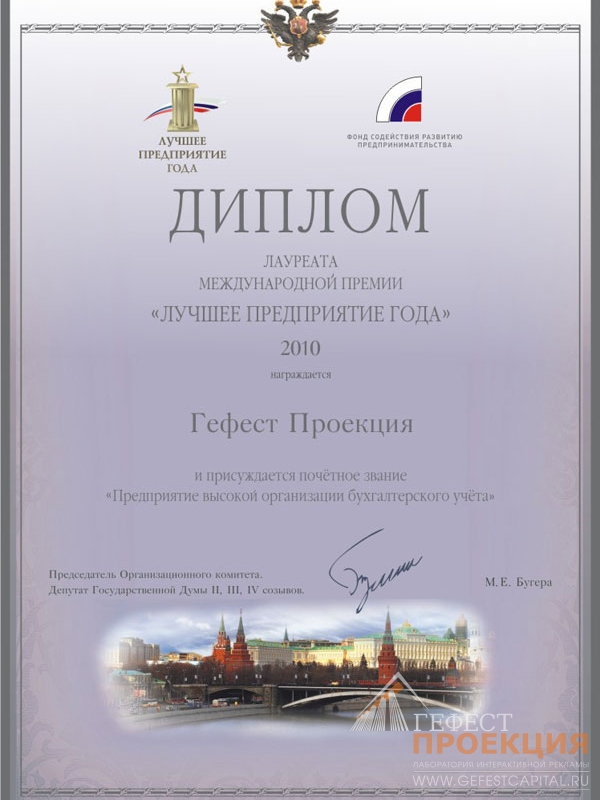 ЛУЧШЕЕ
ПРЕДПРИЯТИЕ
ГОДА
ФОНД СОДЕЙСТВИЯ РАЗВИТИЮ
ПРЕДПРИНИМАТЕЛЬСТВА
ДИПЛОМ
ЛАУРЕАТА
МЕЖДУНАРОДНОЙ ПРЕМИИ
«ЛУЧШЕЕ ПРЕДПРИЯТИЕ ГОДА»
2010
награждается
Гефест Проекция
и присуждается почётное звание
«Предприятие высокой организации бухгалтерского учёта»
Председатель Организационного комитета.
Депутат Государственной Думы II, III, IV созывов.
М.Е. Бугера
ГЕФЕСТ
ПРОЕКЦИЯ
ЛАБОРАТОРИЯ ИНТЕРАКТИВНОЙ РЕКЛАМЫ
WWW.GEFESTCAPITAL.RU